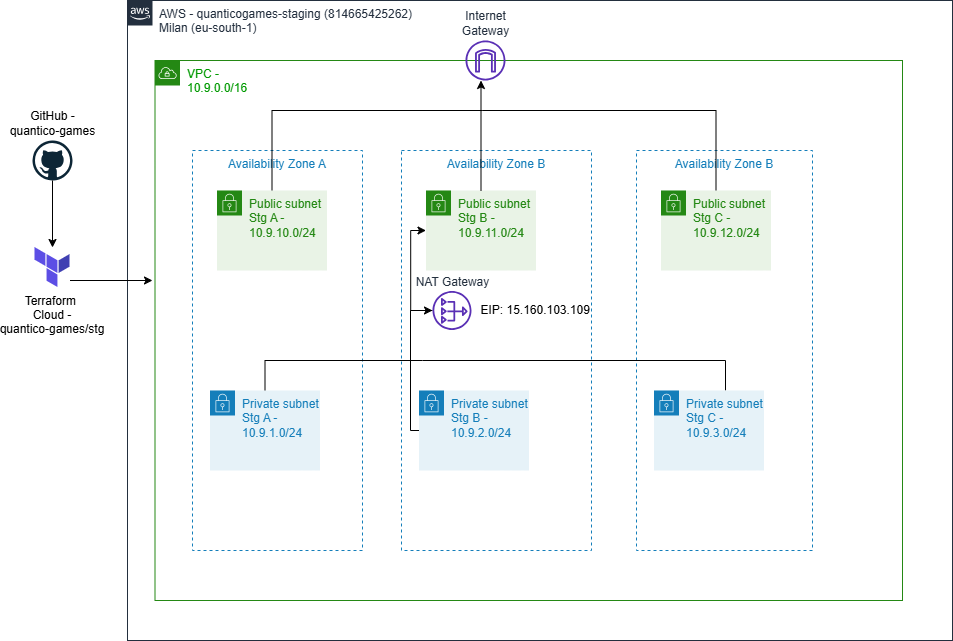 aws
AWS - quanticogames-staging (814665425262)
Milan (eu-south-1)
Internet
Gateway
VPC -
10.9.0.0/16
GitHub -
quantico-games
Terraform
Cloud -
quantico-games/stg
Availability Zone A
Availability Zone B
Availability Zone B
Public subnet
Stg A -
10.9.10.0/24
Public subnet
Stg B -
10.9.11.0/24
Public subnet
Stg C -
10.9.12.0/24
NAT Gateway
EIP: 15.160.103.109
Private subnet
Stg A -
10.9.1.0/24
Private subnet
Stg B -
10.9.2.0/24
Private subnet
Stg C -
10.9.3.0/24